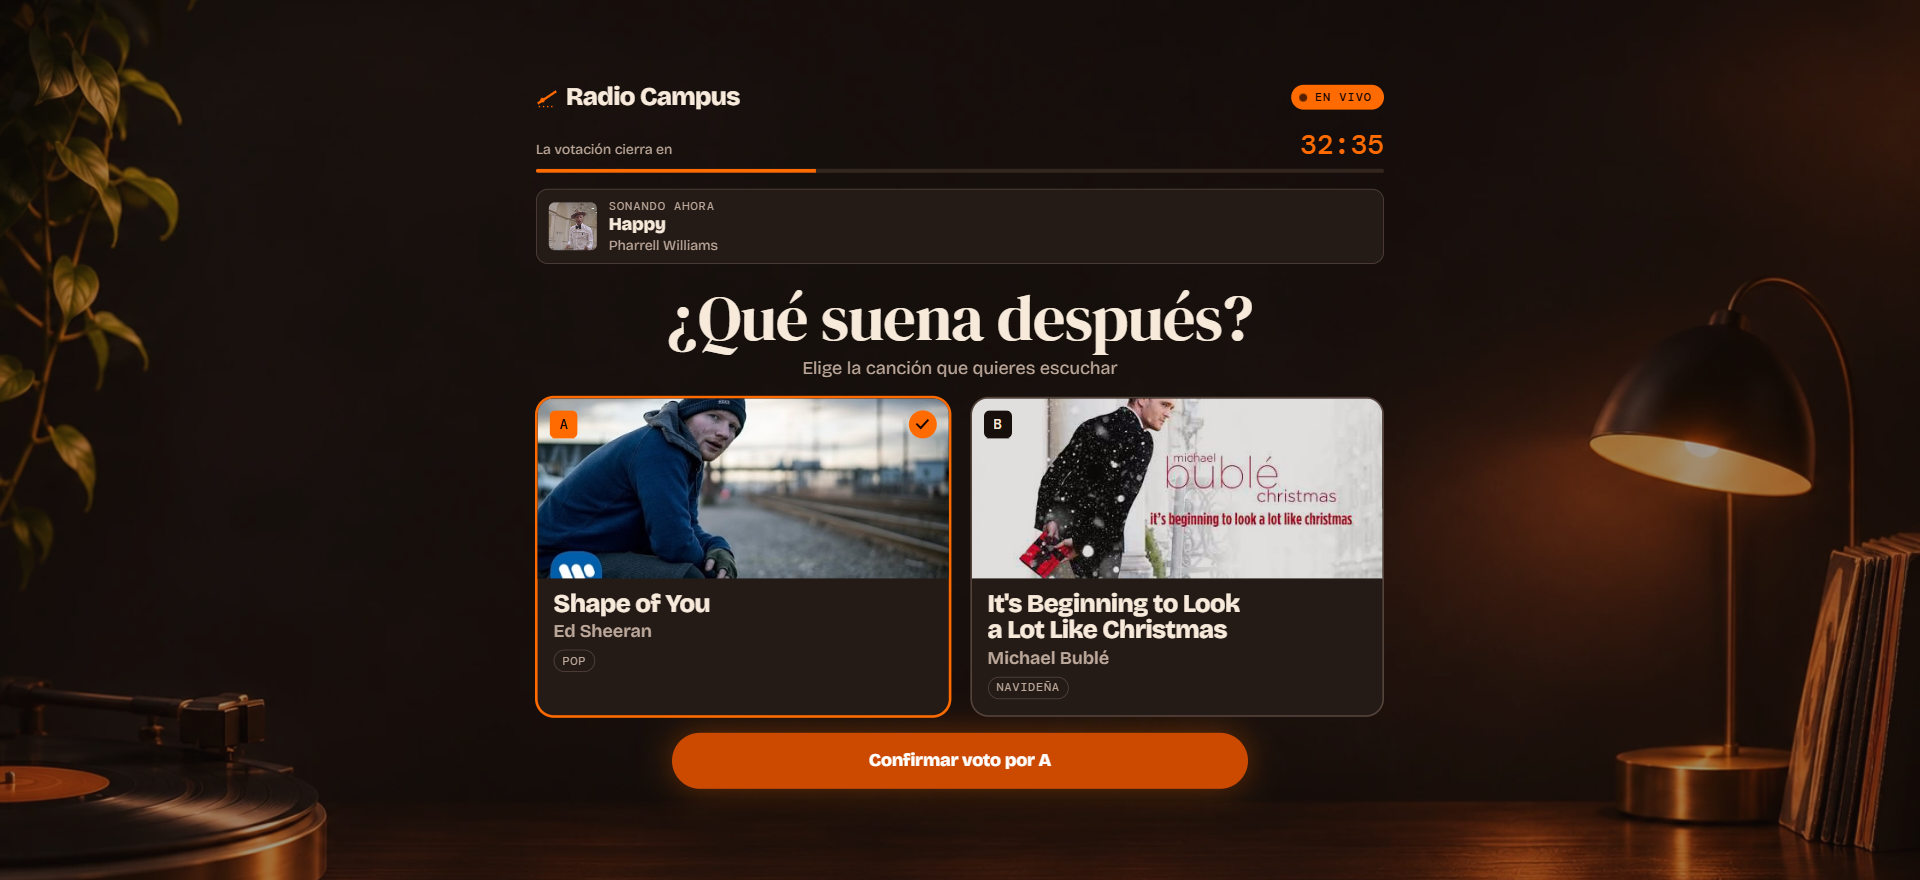 Radio Campus
EN VIVO
La votación cierra en
32:35
SONANDO AHORA
Happy
Pharrell Williams
¿Qué suena después?
Elige la canción que quieres escuchar
A
B
michael
bublé
christmas
it's beginning to look a lot like christmas
Shape of You
Ed Sheeran
POP
It's Beginning to Look
a Lot Like Christmas
Michael Bublé
NAVIDEÑA
Confirmar voto por A